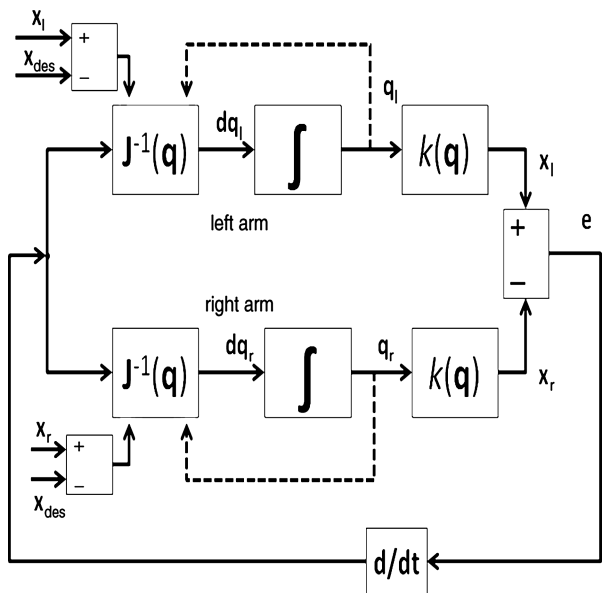 x_l
+
x_des
−
J⁻¹(q)
dq_l
∫
q_l
k(q)
x_l
left arm
+
−
e
right arm
J⁻¹(q)
dq_r
∫
q_r
k(q)
x_r
x_r
+
−
x_des
d/dt